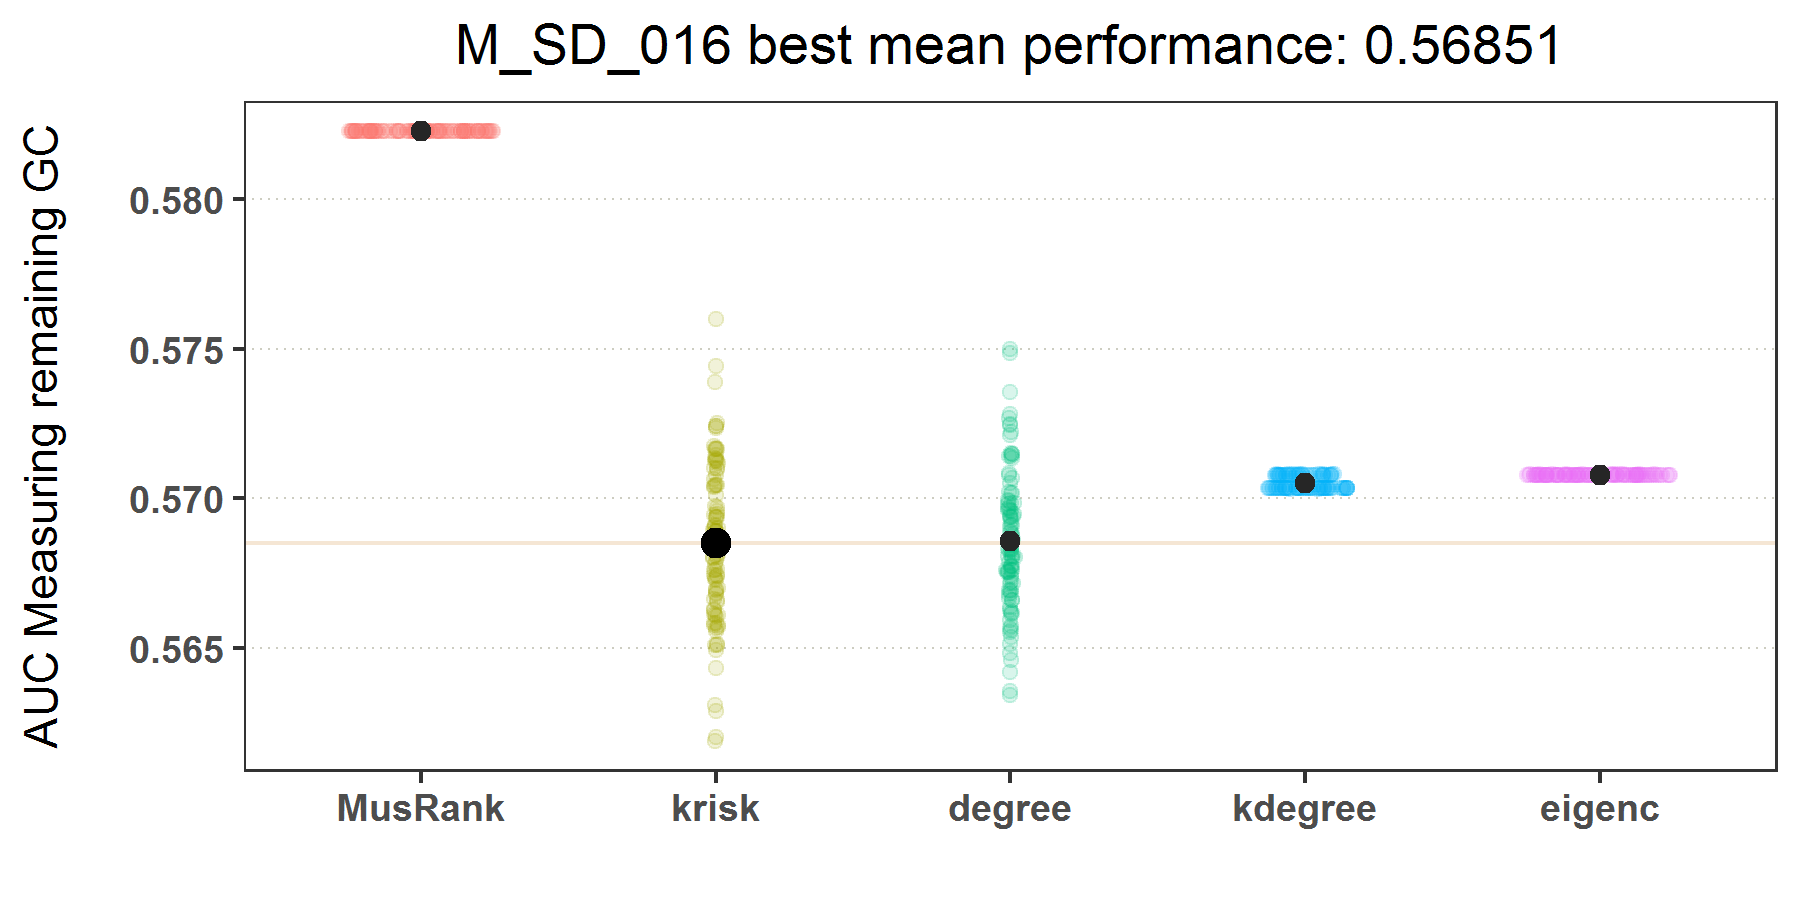 M_SD_016 best mean performance: 0.56851
AUC Measuring remaining GC
0.580
0.575
0.570
0.565
MusRank
krisk
degree
kdegree
eigenc